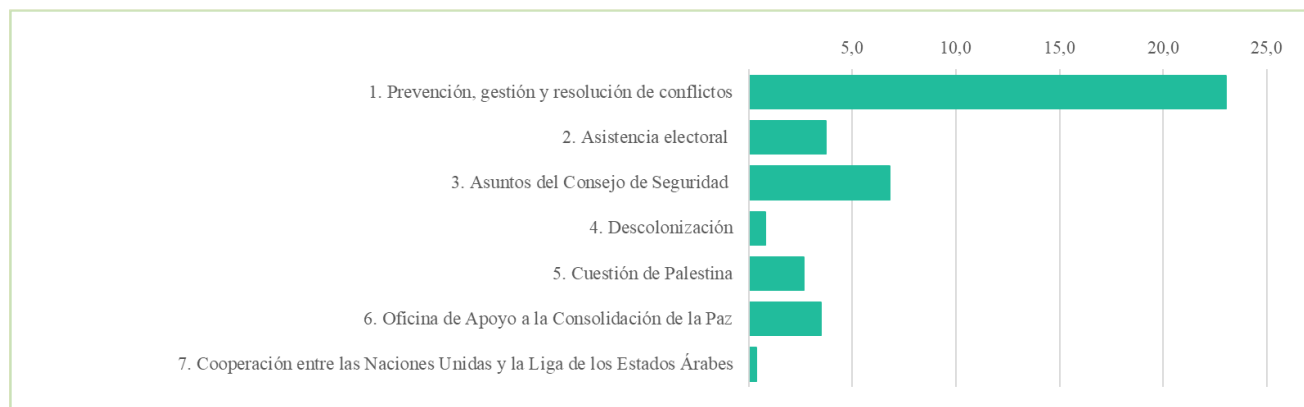 5,0 10,0 15,0 20,0 25,0
1. Prevención, gestión y resolución de conflictos
2. Asistencia electoral
3. Asuntos del Consejo de Seguridad
4. Descolonización
5. Cuestión de Palestina
6. Oficina de Apoyo a la Consolidación de la Paz
7. Cooperación entre las Naciones Unidas y la Liga de los Estados Árabes